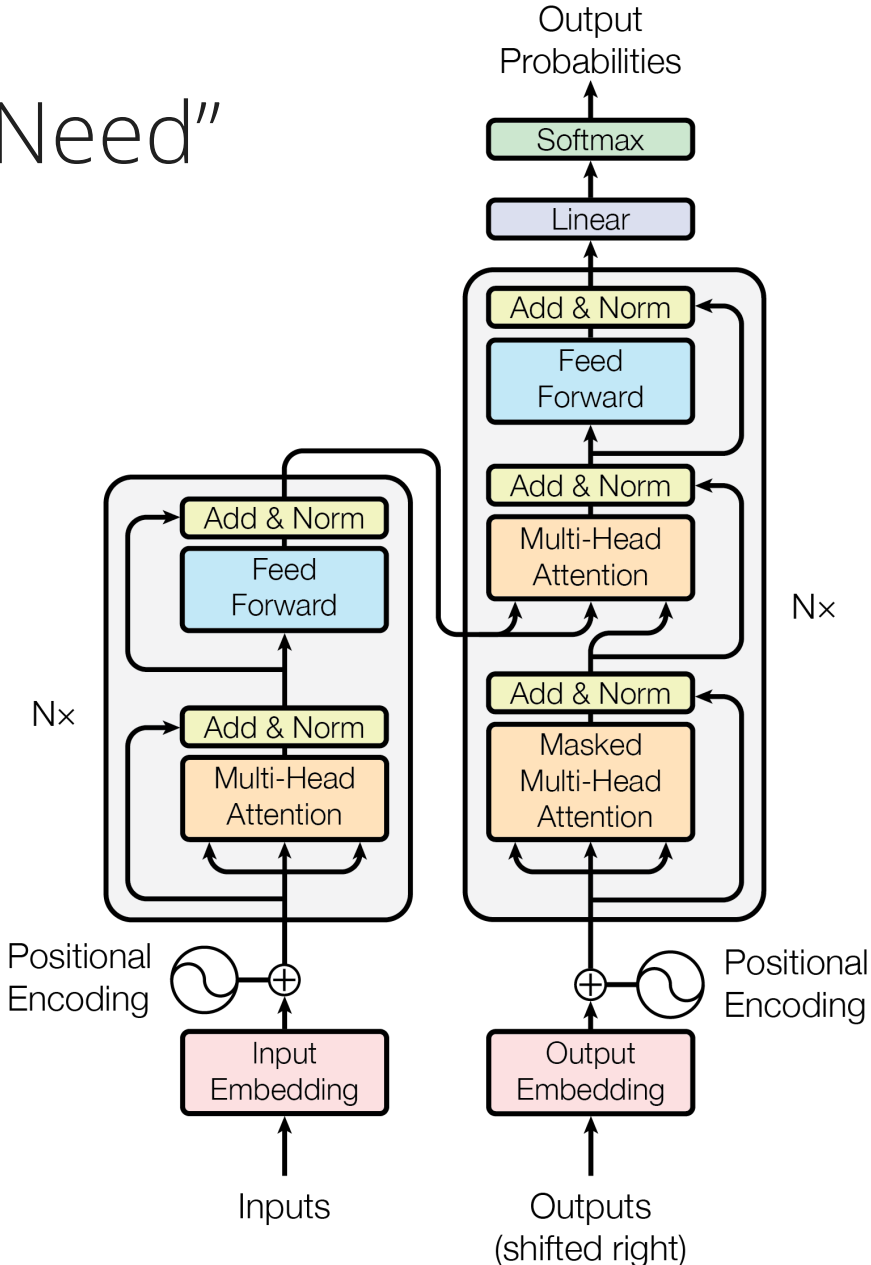 Need”
Output
Probabilities
Softmax
Linear
Add & Norm
Feed
Forward
Add & Norm
Multi-Head
Attention
Nx
Add & Norm
Masked
Multi-Head
Attention
Add & Norm
Feed
Forward
Nx
Add & Norm
Multi-Head
Attention
Positional
Encoding
Positional
Encoding
Input
Embedding
Output
Embedding
Inputs
Outputs
(shifted right)